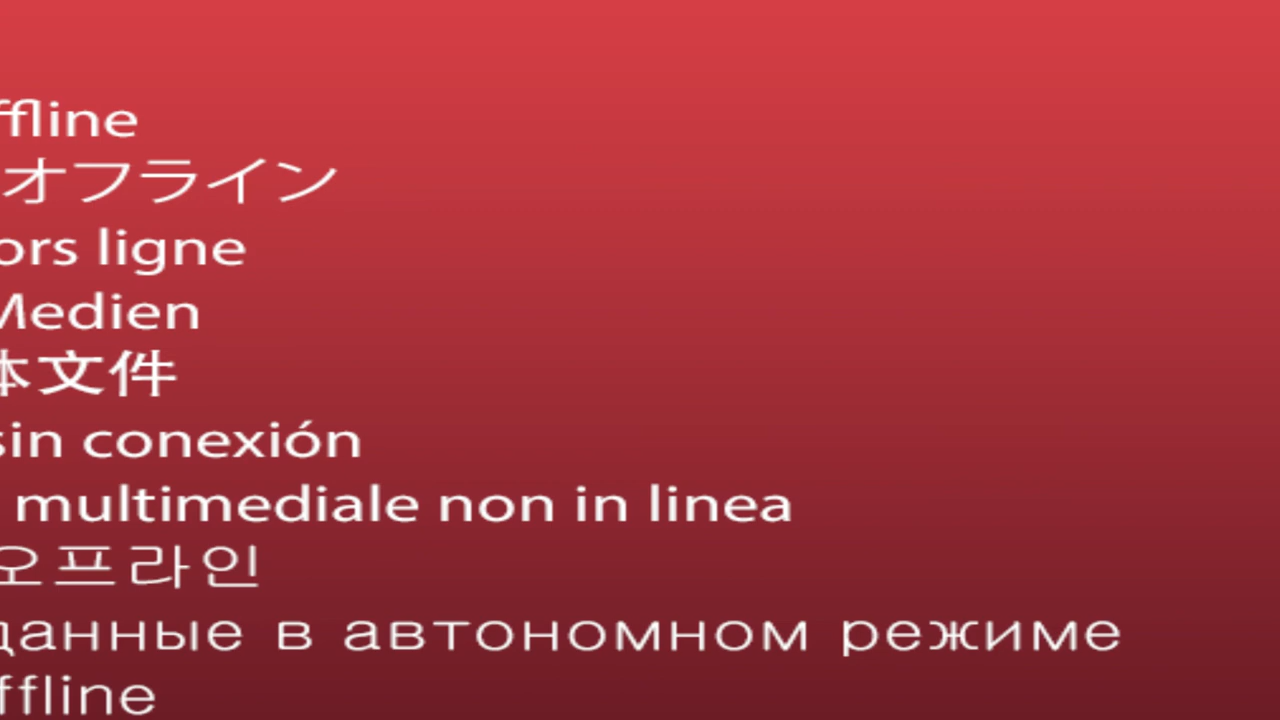 ffline
オフライン
ors ligne
Medien
体文件
sin conexión
multimediale non in linea
오프라인
данные в автономном режиме
ffline